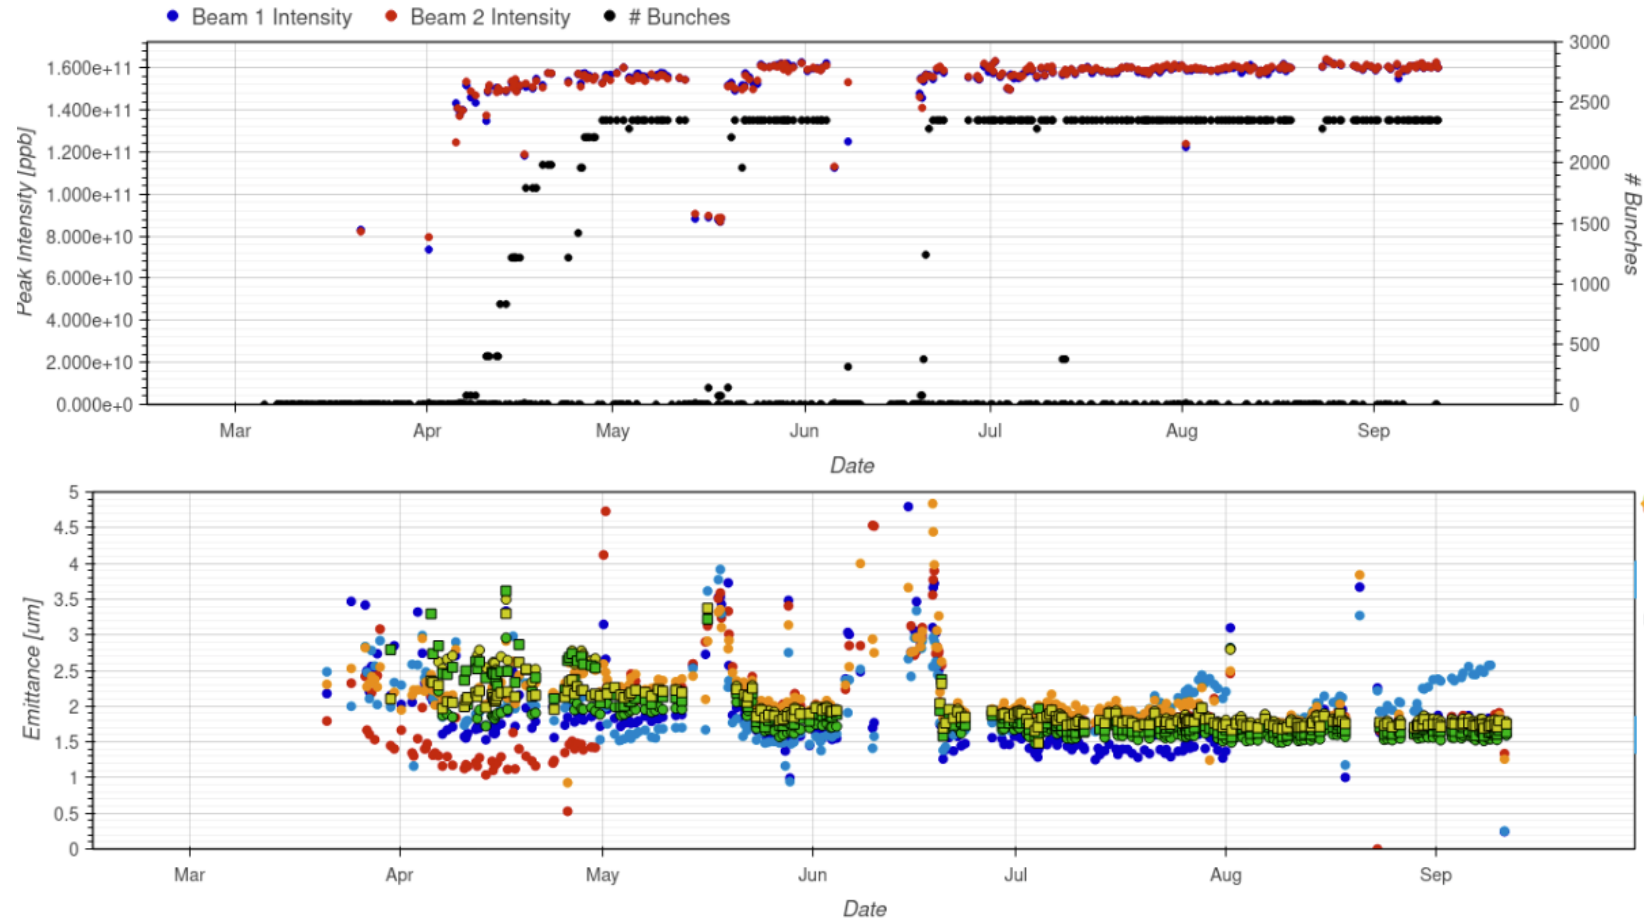 Beam 1 Intensity Beam 2 Intensity # Bunches
Peak Intensity [ppb]
1.600e+11
1.400e+11
1.200e+11
1.000e+11
8.000e+10
6.000e+10
4.000e+10
2.000e+10
0.000e+0
3000
2500
2000
1500
1000
500
0
# Bunches
Mar Apr May Jun Jul Aug Sep
Date
Emittance [um]
5
4.5
4
3.5
3
2.5
2
1.5
1
0.5
0
Mar Apr May Jun Jul Aug Sep
Date